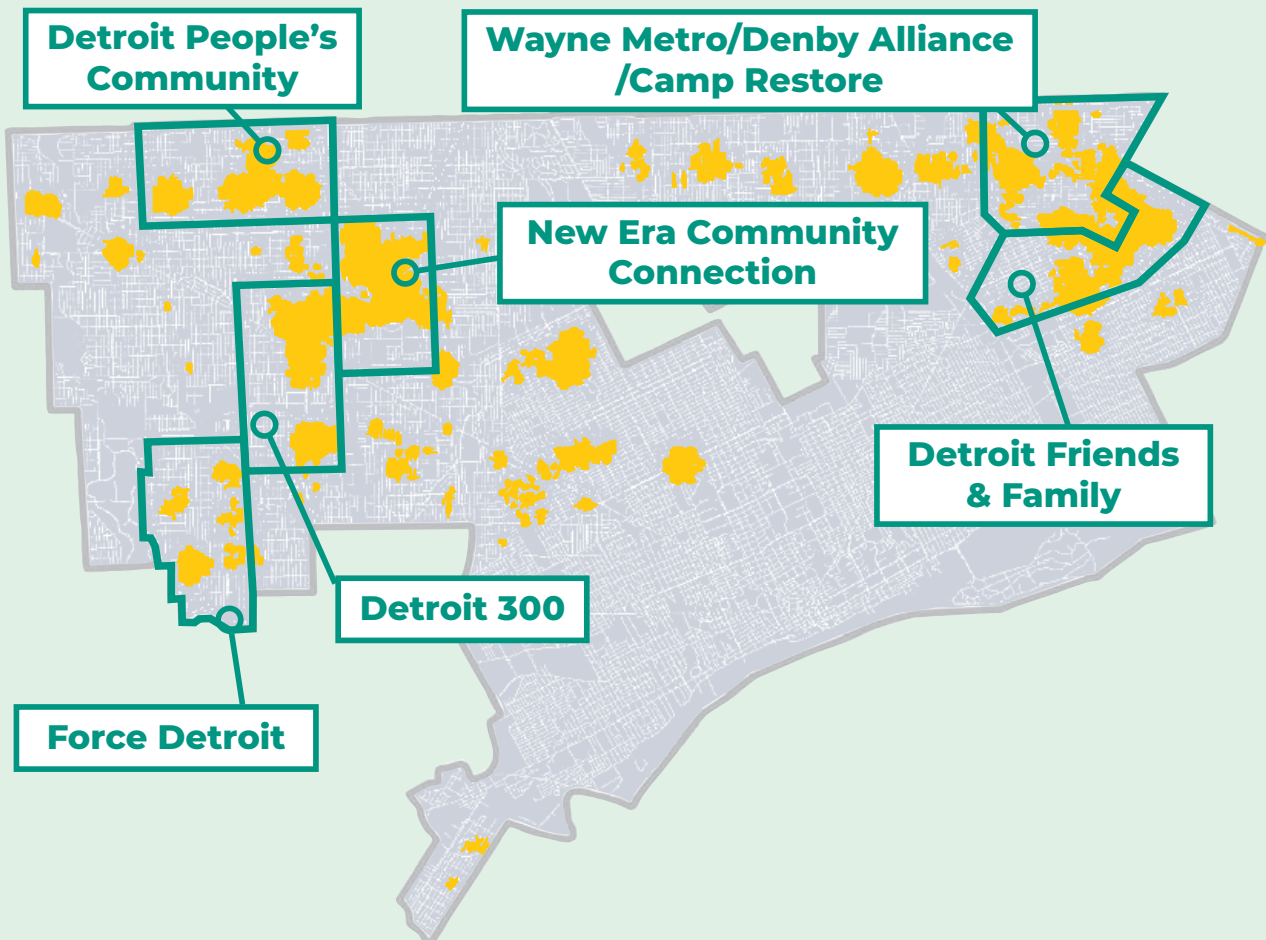 Detroit People’s
Community
Wayne Metro/Denby Alliance
/Camp Restore
New Era Community
Connection
Detroit Friends
& Family
Detroit 300
Force Detroit